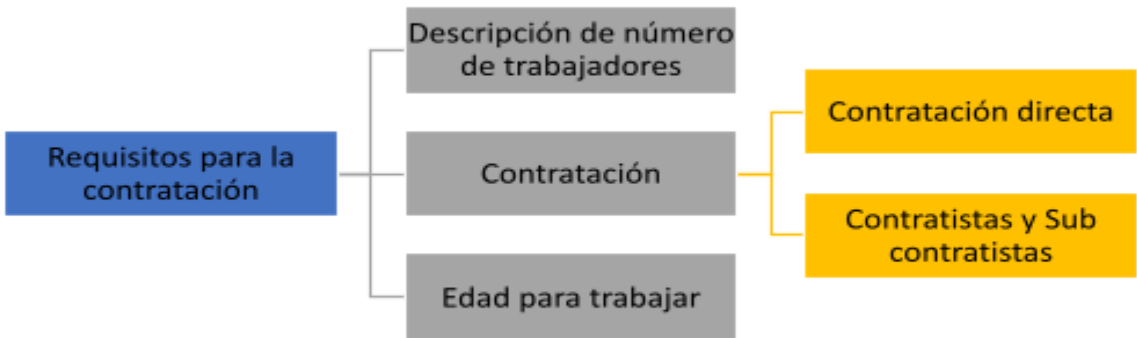 Requisitos para la
contratación
Descripción de número
de trabajadores
Contratación
Edad para trabajar
Contratación directa
Contratistas y Sub
contratistas